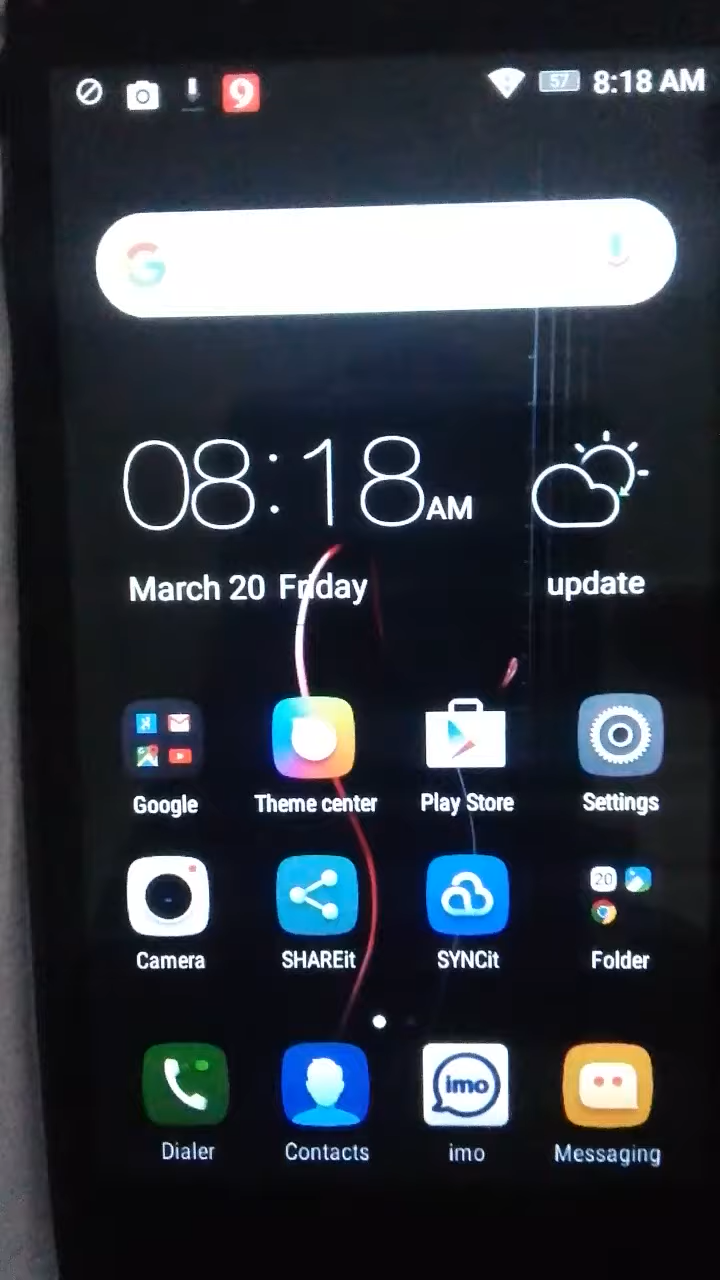 57 8:18 AM
G
08:18 AM
March 20 Friday update
Google Theme center Play Store Settings
20
Camera SHAREit SYNCit Folder
imo
Dialer Contacts imo Messaging